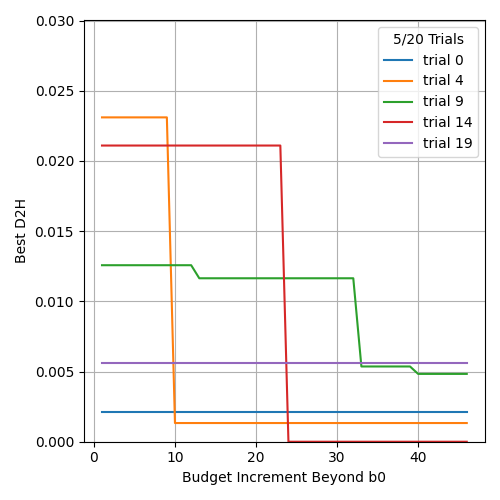 0.030
0.025
0.020
0.015
0.010
0.005
0.000
Best D2H
0
10
20
30
40
Budget Increment Beyond b0
5/20 Trials
trial 0
trial 4
trial 9
trial 14
trial 19